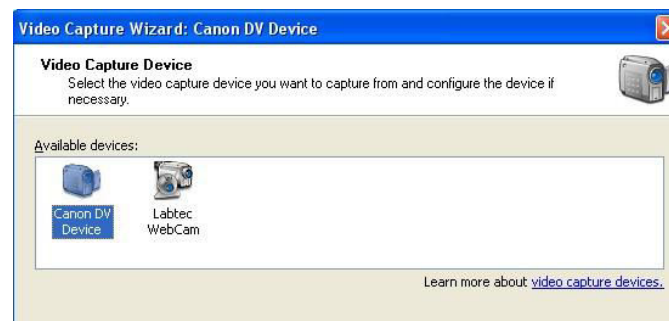 Video Capture Wizard: Canon DV Device
Video Capture Device
Select the video capture device you want to capture from and configure the device if
necessary.
Available devices:
Canon DV
Device
Labtec
WebCam
Learn more about video capture devices.